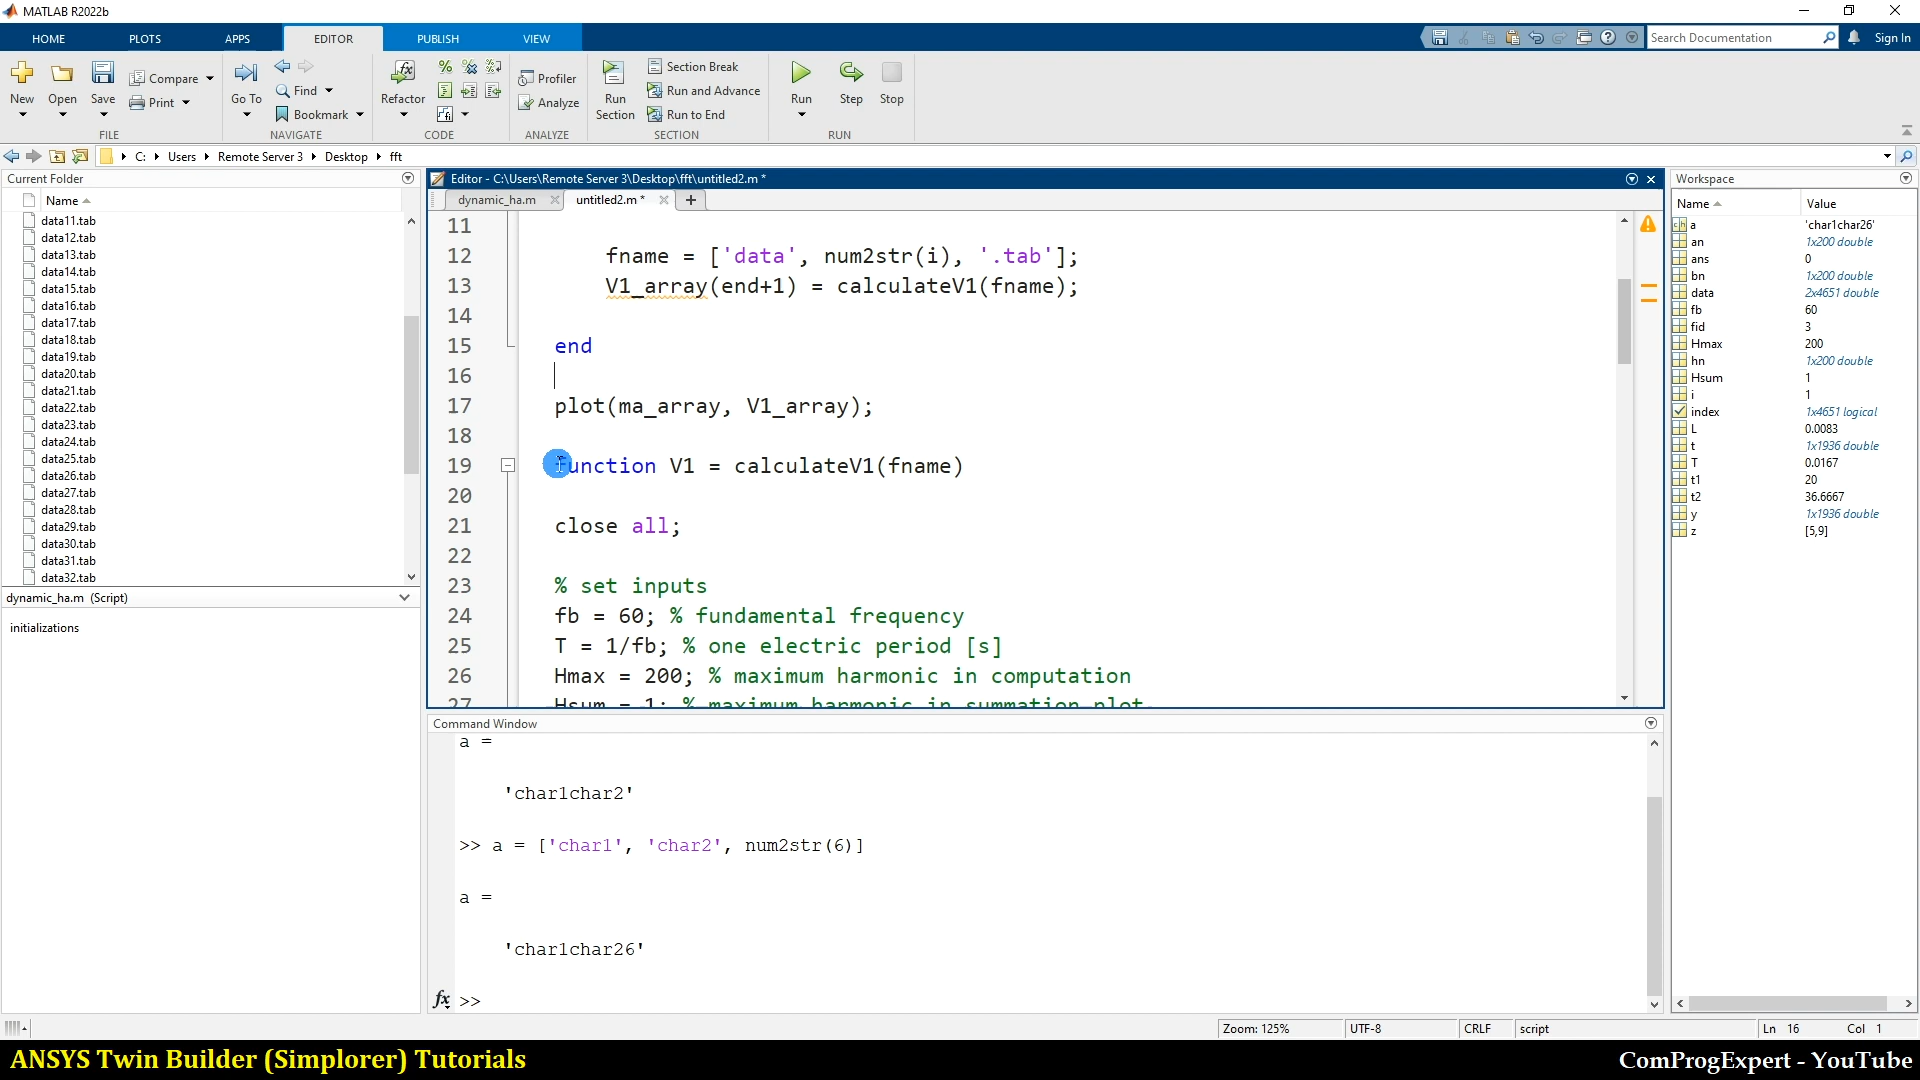 MATLAB R2022b
HOME PLOTS APPS EDITOR PUBLISH VIEW
Search Documentation
Sign In
New Open Save Compare Print
FILE
Go To Find Bookmark
NAVIGATE
Refactor
CODE
Profiler Analyze
ANALYZE
Run Section
Section Break
Run and Advance
Run to End
SECTION
Run Step Stop
RUN
C: Users Remote Server 3 Desktop fft
Current Folder
Name
data11.tab
data12.tab
data13.tab
data14.tab
data15.tab
data16.tab
data17.tab
data18.tab
data19.tab
data20.tab
data21.tab
data22.tab
data23.tab
data24.tab
data25.tab
data26.tab
data27.tab
data28.tab
data29.tab
data30.tab
data31.tab
data32.tab
dynamic_ha.m (Script)
initializations
Editor - C:\Users\Remote Server 3\Desktop\fft\untitled2.m *
dynamic_ha.m untitled2.m *
11
12 fname = ['data', num2str(i), '.tab'];
13 V1_array(end+1) = calculateV1(fname);
14
15 end
16
17 plot(ma_array, V1_array);
18
19 function V1 = calculateV1(fname)
20
21 close all;
22
23 % set inputs
24 fb = 60; % fundamental frequency
25 T = 1/fb; % one electric period [s]
26 Hmax = 200; % maximum harmonic in computation
27 Hsum = 1; % maximum harmonic in summation plot
Command Window
a =
'char1char2'
>> a = ['char1', 'char2', num2str(6)]
a =
'char1char26'
fx >>
Workspace
Name Value
a 'char1char26'
an 1x200 double
ans 0
bn 1x200 double
data 2x4651 double
fb 60
fid 3
Hmax 200
hn 1x200 double
Hsum 1
i 1
index 1x4651 logical
L 0.0083
t 1x1936 double
T 0.0167
t1 20
t2 36.6667
y 1x1936 double
z [5,9]
Zoom: 125% UTF-8 CRLF script Ln 16 Col 1
ANSYS Twin Builder (Simplorer) Tutorials
ComProgExpert - YouTube